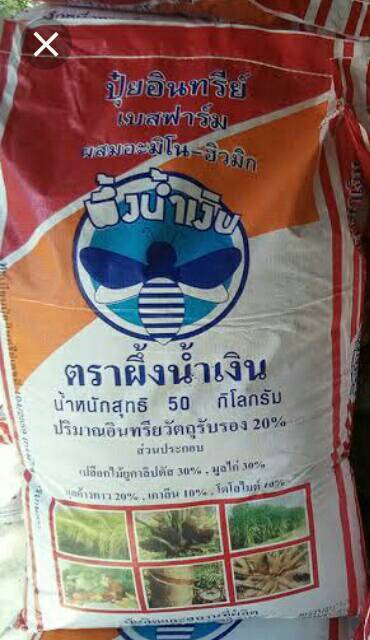 ปุ๋ยอินทรีย์
เบสฟาร์ม
ผสมอะมิโน-ฮิวมิก
ผึ้งน้ำเงิน
ตราผึ้งน้ำเงิน
น้ำหนักสุทธิ 50 กิโลกรัม
ปริมาณอินทรียวัตถุรับรอง 20%
ส่วนประกอบ
เปลือกไม้ยูคาลิปตัส 30% , มูลไก่ 30%
มูลค้างคาว 20% , เกาลีน 10% , โดโลไมท์ 10%